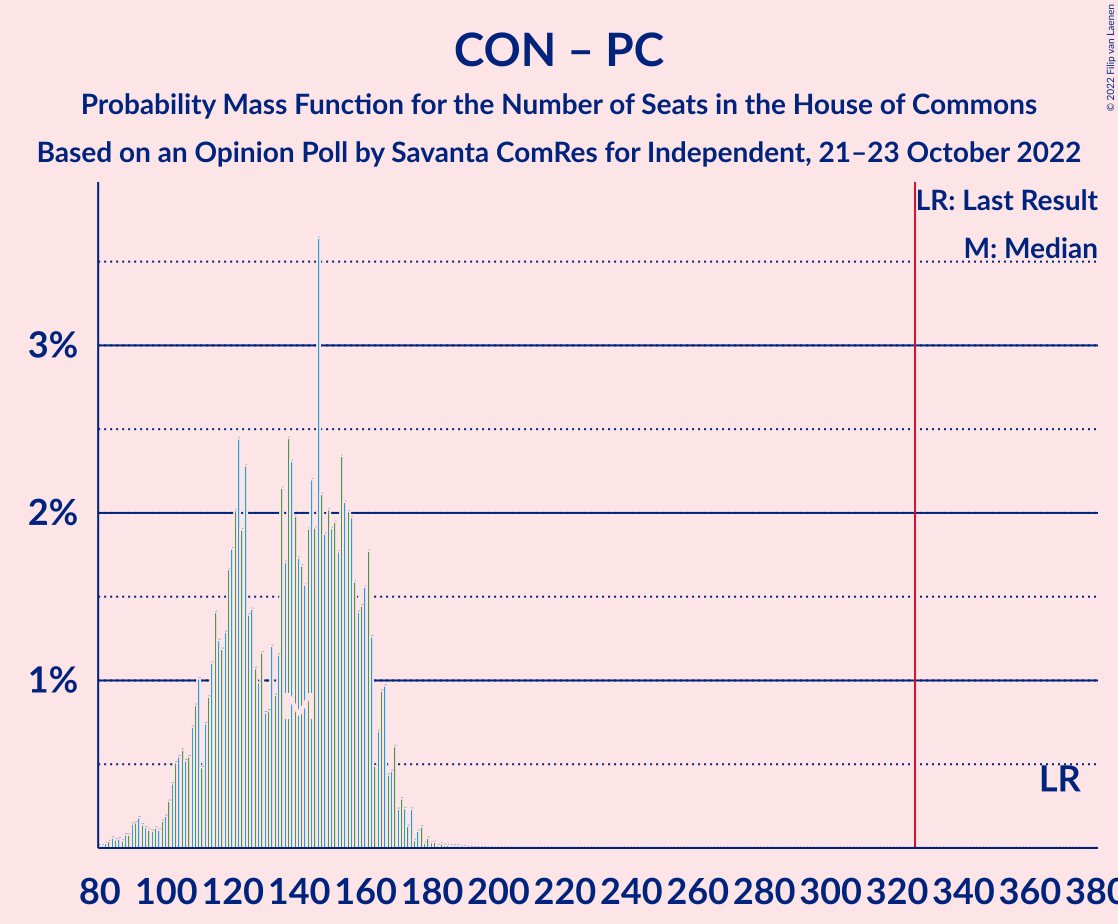 CON – PC
Probability Mass Function for the Number of Seats in the House of Commons
Based on an Opinion Poll by Savanta ComRes for Independent, 21–23 October 2022
© 2022 Filip van Laenen
LR: Last Result
M: Median
3%
2%
1%
M
LR
80 100 120 140 160 180 200 220 240 260 280 300 320 340 360 380